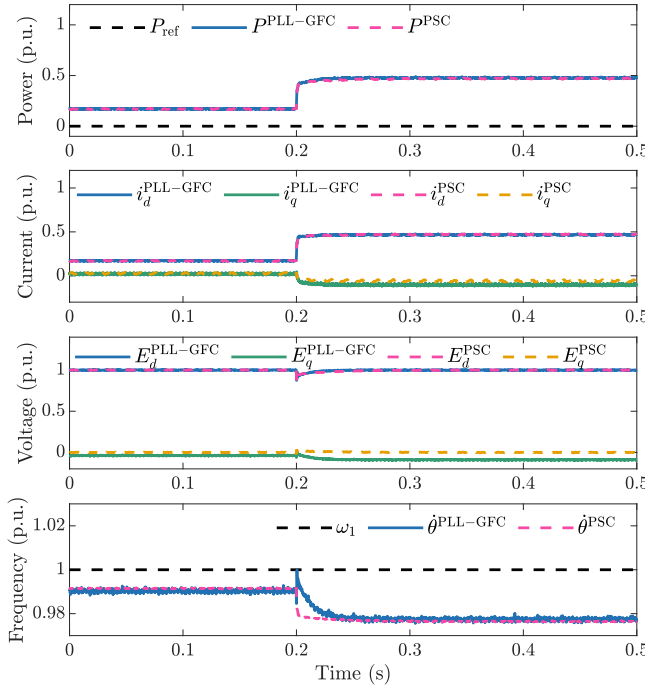 Power (p.u.)
1
0.5
0
P_ref P^PLL−GFC P^PSC
0 0.1 0.2 0.3 0.4 0.5
Current (p.u.)
1
0.5
0
i_d^PLL−GFC i_q^PLL−GFC i_d^PSC i_q^PSC
0 0.1 0.2 0.3 0.4 0.5
Voltage (p.u.)
1
0.5
0
E_d^PLL−GFC E_q^PLL−GFC E_d^PSC E_q^PSC
0 0.1 0.2 0.3 0.4 0.5
Frequency (p.u.)
1.02
1
0.98
ω_1 θ̇^PLL−GFC θ̇^PSC
0 0.1 0.2 0.3 0.4 0.5
Time (s)